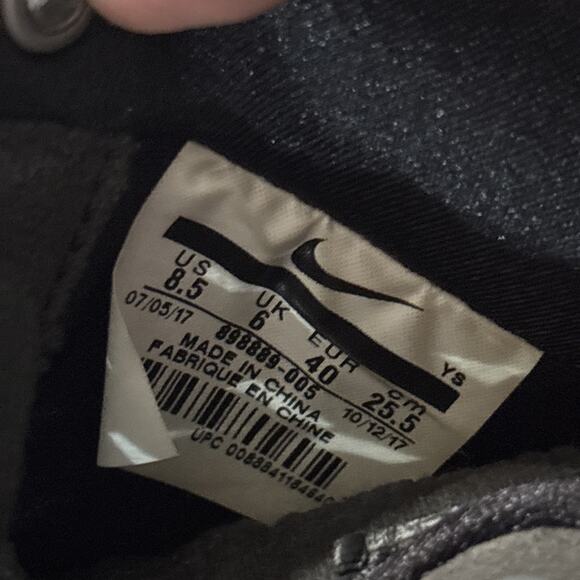 US UK EUR cm
8.5 6 40 25.5
YS
07/05/17 898889-005 10/12/17
MADE IN CHINA
FABRIQUE EN CHINE
UPC